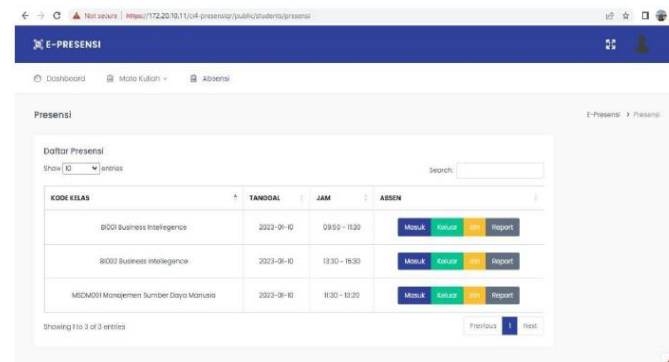 Not secure | https://172.20.10.11/ci4-presensiqr/public/students/presensi
E-PRESENSI
Dashboard Mata Kuliah Absensi
Presensi
E-Presensi > Presensi
Daftar Presensi
Show 10 entries
Search:
KODE KELAS TANGGAL JAM ABSEN
BI001 Business Intellegence 2023-01-10 09:50 - 11:30 Masuk Keluar Izin Report
BI002 Business Intellegence 2023-01-10 13:30 - 15:30 Masuk Keluar Izin Report
MSDM001 Manajemen Sumber Daya Manusia 2023-01-10 11:30 - 13:20 Masuk Keluar Izin Report
Showing 1 to 3 of 3 entries
Previous 1 Next